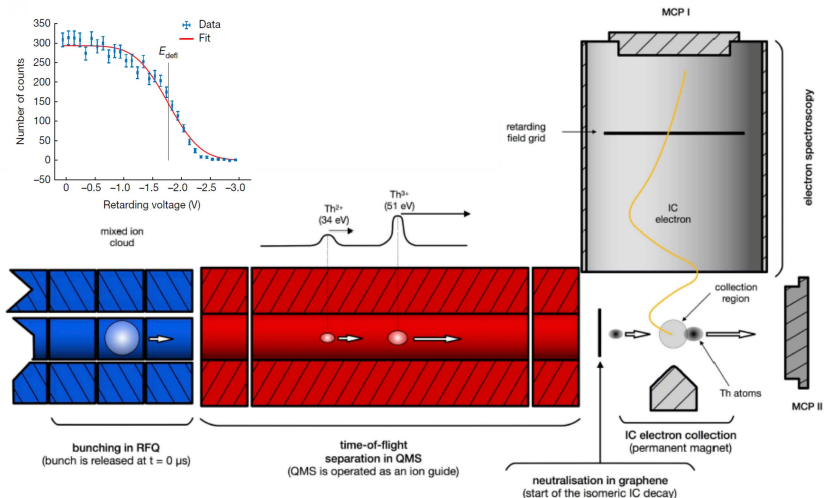 350
300
250
200
150
100
50
0
−50
Number of counts
0
−0.5
−1.0
−1.5
−2.0
−2.5
−3.0
Retarding voltage (V)
Data
Fit
E_defl
MCP I
retarding
field grid
IC
electron
electron spectroscopy
mixed ion
cloud
Th²⁺
(34 eV)
Th³⁺
(51 eV)
collection
region
Th atoms
MCP II
bunching in RFQ
(bunch is released at t = 0 µs)
time-of-flight
separation in QMS
(QMS is operated as an ion guide)
IC electron collection
(permanent magnet)
neutralisation in graphene
(start of the isomeric IC decay)